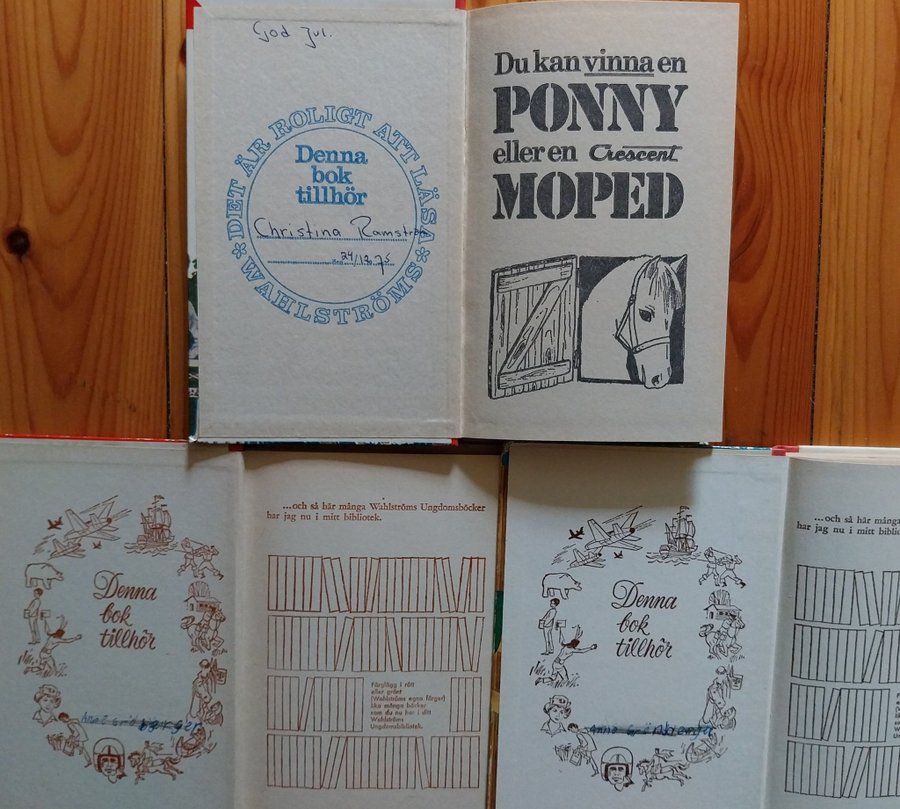 God Jul.
DET ÄR ROLIGT ATT LÄSA
Denna
bok
tillhör
Christina Ramström
24/12 75
WAHLSTRÖMS
Du kan vinna en
PONNY
eller en Crescent
MOPED
Denna
bok
tillhör
...och så här många Wahlströms Ungdomsböcker
har jag nu i mitt bibliotek.
Färglägg i rött
eller grönt
(Wahlströms egna färger)
lika många böcker
som du nu har i ditt
Wahlströms
Ungdomsbibliotek.
Denna
bok
tillhör
Anna
...och så här många
har jag nu i mitt